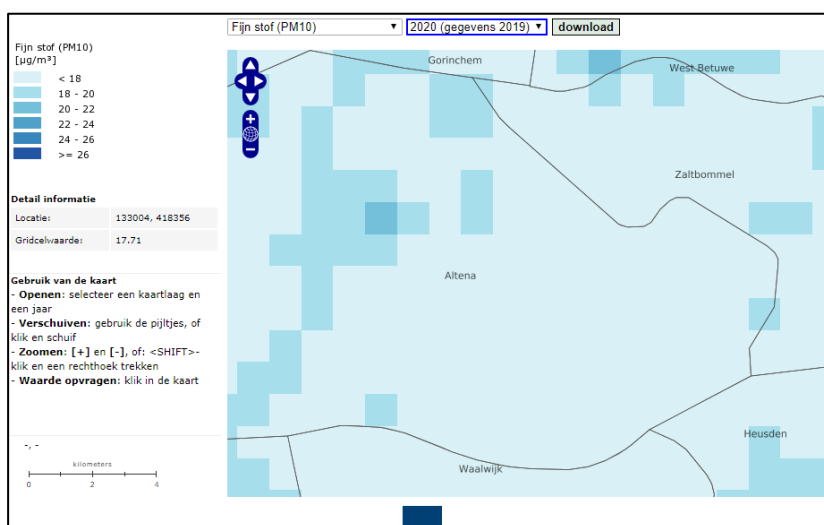 Fijn stof (PM10)
2020 (gegevens 2019)
download
Fijn stof (PM10)
[µg/m³]
< 18
18 - 20
20 - 22
22 - 24
24 - 26
>= 26
Detail informatie
Locatie: 133004, 418356
Gridcelwaarde: 17.71
Gebruik van de kaart
- Openen: selecteer een kaartlaag en
een jaar
- Verschuiven: gebruik de pijltjes, of
klik en schuif
- Zoomen: [+] en [-], of: <SHIFT>-
klik en een rechthoek trekken
- Waarde opvragen: klik in de kaart
-, -
kilometers
0 2 4
Gorinchem
West Betuwe
Zaltbommel
Altena
Heusden
Waalwijk